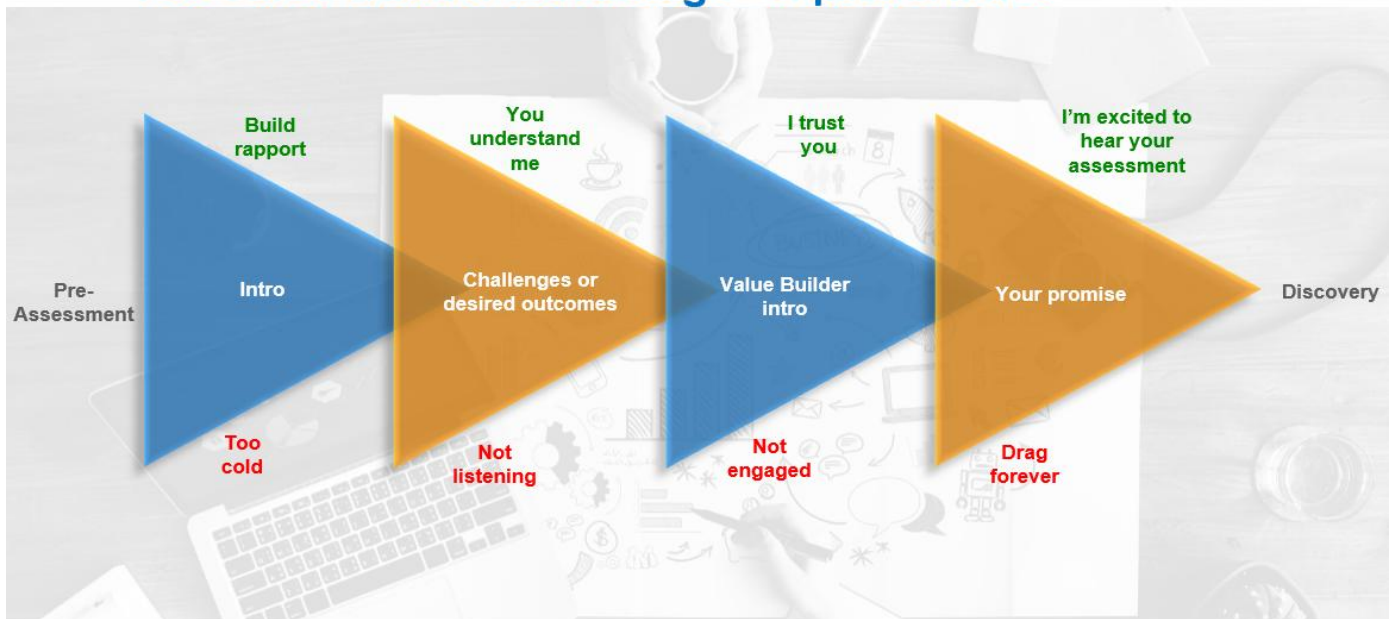 Build
rapport
You
understand
me
I trust
you
I'm excited to
hear your
assessment
Pre-
Assessment
Intro
Challenges or
desired outcomes
Value Builder
intro
Your promise
Discovery
Too
cold
Not
listening
Not
engaged
Drag
forever